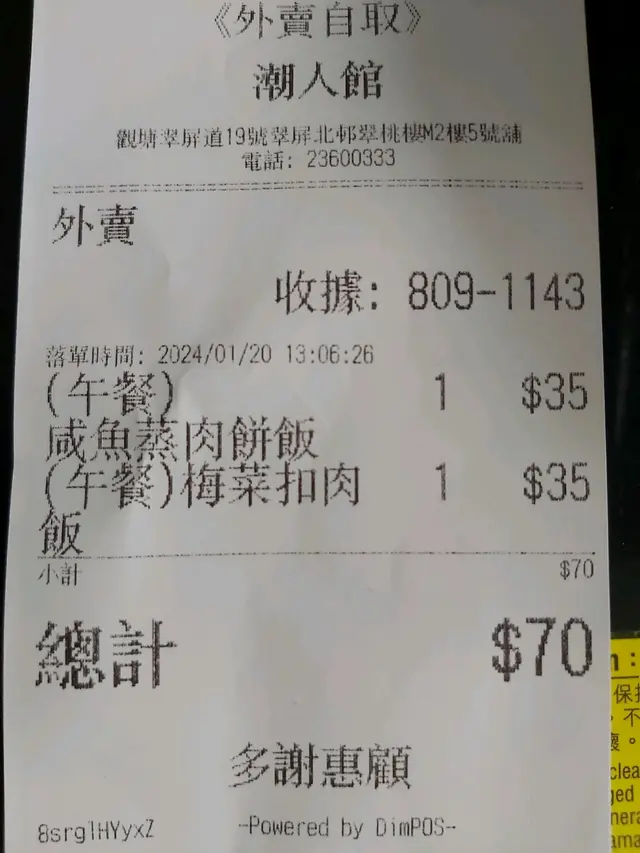 《外賣自取》
潮人館
觀塘翠屏道19號翠屏北邨翠桃樓M2樓5號舖
電話: 23600333
外賣
收據: 809-1143
落單時間: 2024/01/20 13:06:26
(午餐) 1 $35
咸魚蒸肉餅飯
(午餐)梅菜扣肉 1 $35
飯
小計 $70
總計 $70
多謝惠顧
8srg1HYyxZ -Powered by DimPOS-